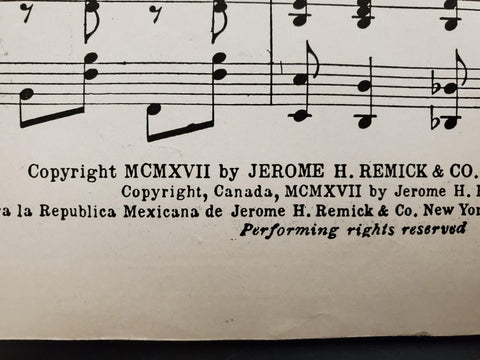 Copyright MCMXVII by JEROME H. REMICK & CO.
Copyright, Canada, MCMXVII by Jerome H.
la Republica Mexicana de Jerome H. Remick & Co. New
Performing rights reserved